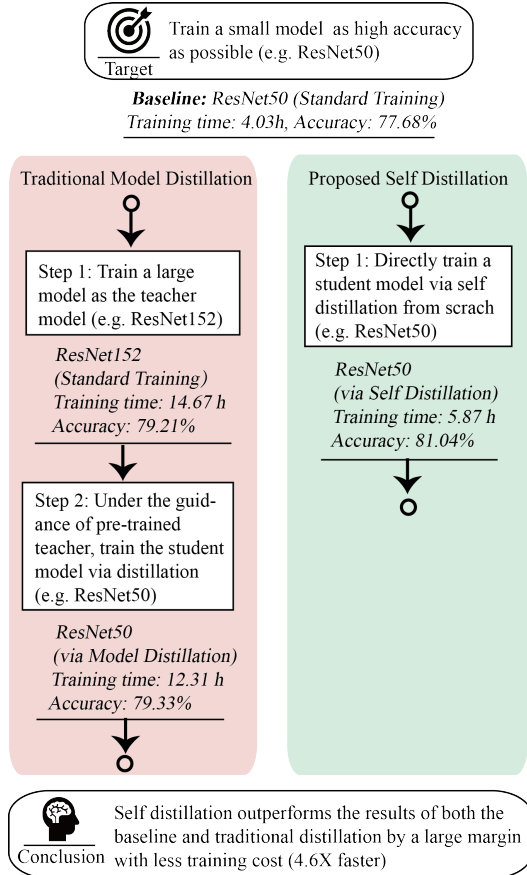 Train a small model as high accuracy
as possible (e.g. ResNet50)
Target
Baseline: ResNet50 (Standard Training)
Training time: 4.03h, Accuracy: 77.68%
Traditional Model Distillation
Step 1: Train a large
model as the teacher
model (e.g. ResNet152)
ResNet152
(Standard Training)
Training time: 14.67 h
Accuracy: 79.21%
Step 2: Under the guid-
ance of pre-trained
teacher, train the student
model via distillation
(e.g. ResNet50)
ResNet50
(via Model Distillation)
Training time: 12.31 h
Accuracy: 79.33%
Proposed Self Distillation
Step 1: Directly train a
student model via self
distillation from scrach
(e.g. ResNet50)
ResNet50
(via Self Distillation)
Training time: 5.87 h
Accuracy: 81.04%
Self distillation outperforms the results of both the
baseline and traditional distillation by a large margin
with less training cost (4.6X faster)
Conclusion